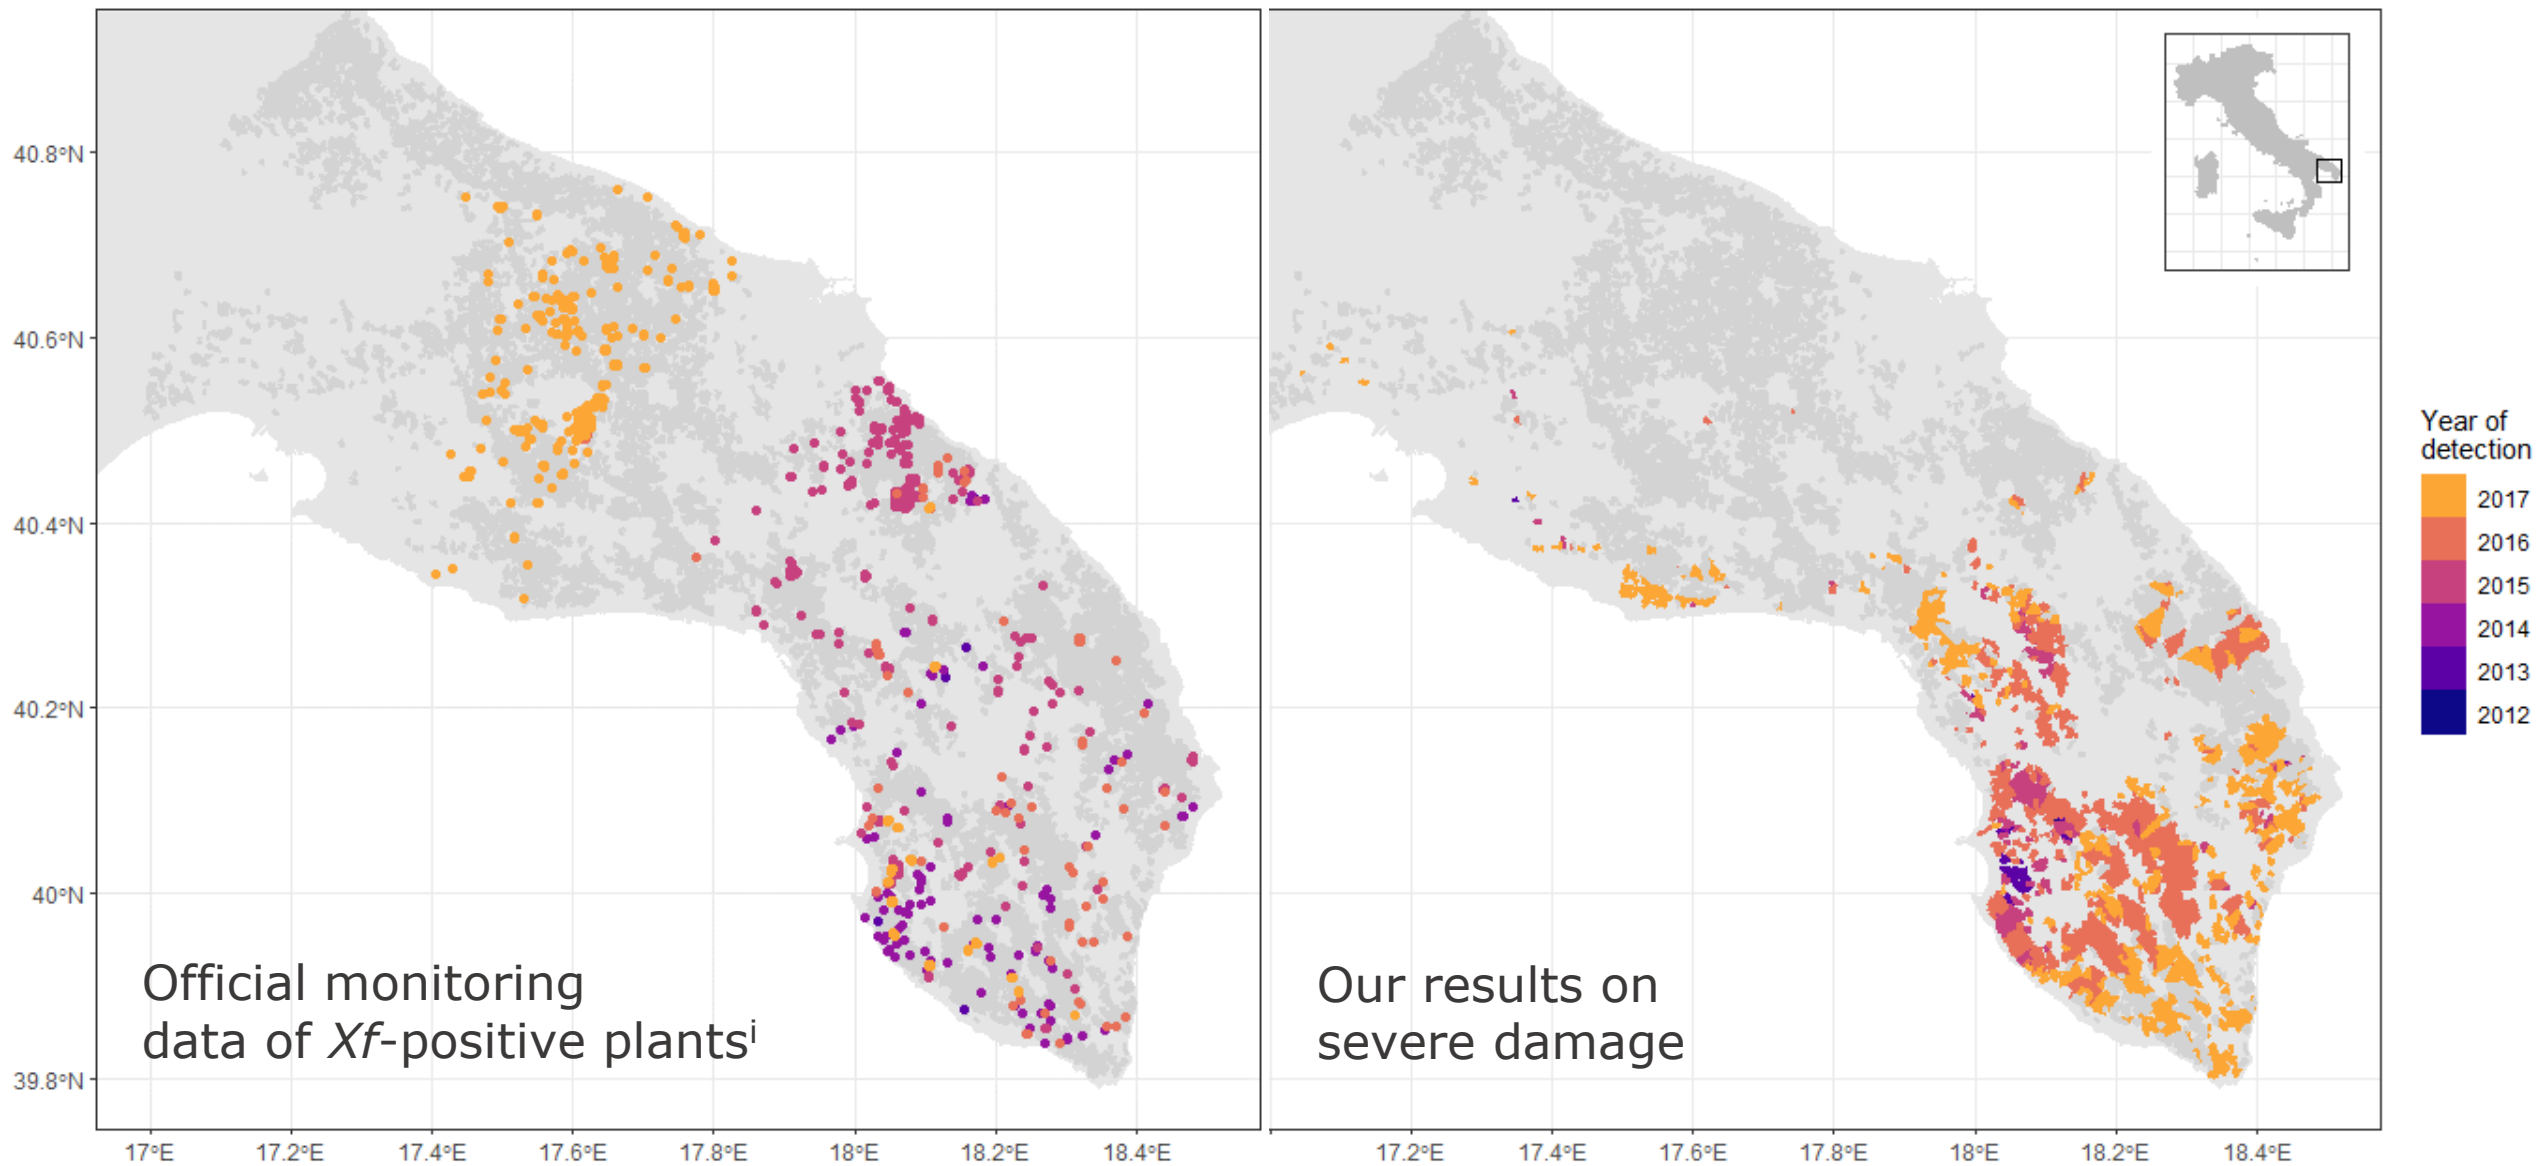 40.8°N
40.6°N
40.4°N
40.2°N
40°N
39.8°N
Official monitoring
data of Xf-positive plantsⁱ
17°E 17.2°E 17.4°E 17.6°E 17.8°E 18°E 18.2°E 18.4°E
Our results on
severe damage
17.2°E 17.4°E 17.6°E 17.8°E 18°E 18.2°E 18.4°E
Year of
detection
2017
2016
2015
2014
2013
2012